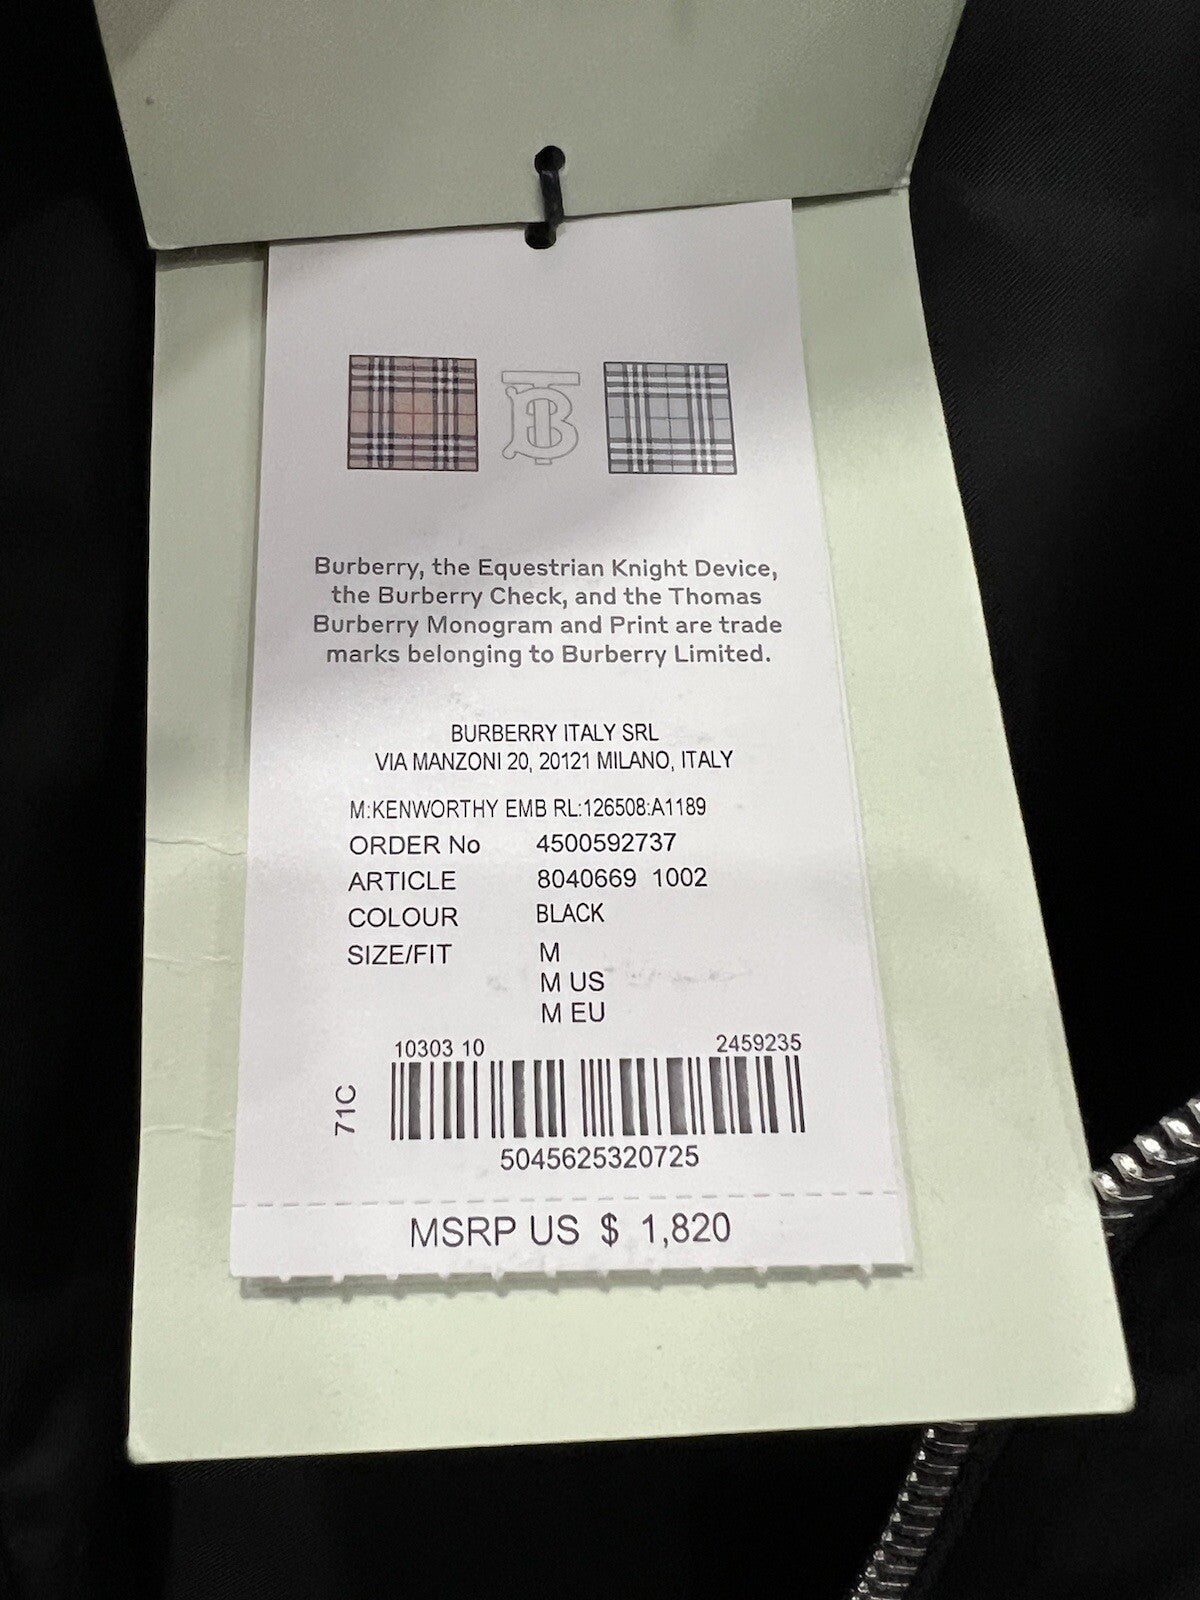 Burberry, the Equestrian Knight Device,
the Burberry Check, and the Thomas
Burberry Monogram and Print are trade
marks belonging to Burberry Limited.
BURBERRY ITALY SRL
VIA MANZONI 20, 20121 MILANO, ITALY
M:KENWORTHY EMB RL:126508:A1189
ORDER No 4500592737
ARTICLE 8040669 1002
COLOUR BLACK
SIZE/FIT M
M US
M EU
10303 10 2459235
71C
5045625320725
MSRP US $ 1,820